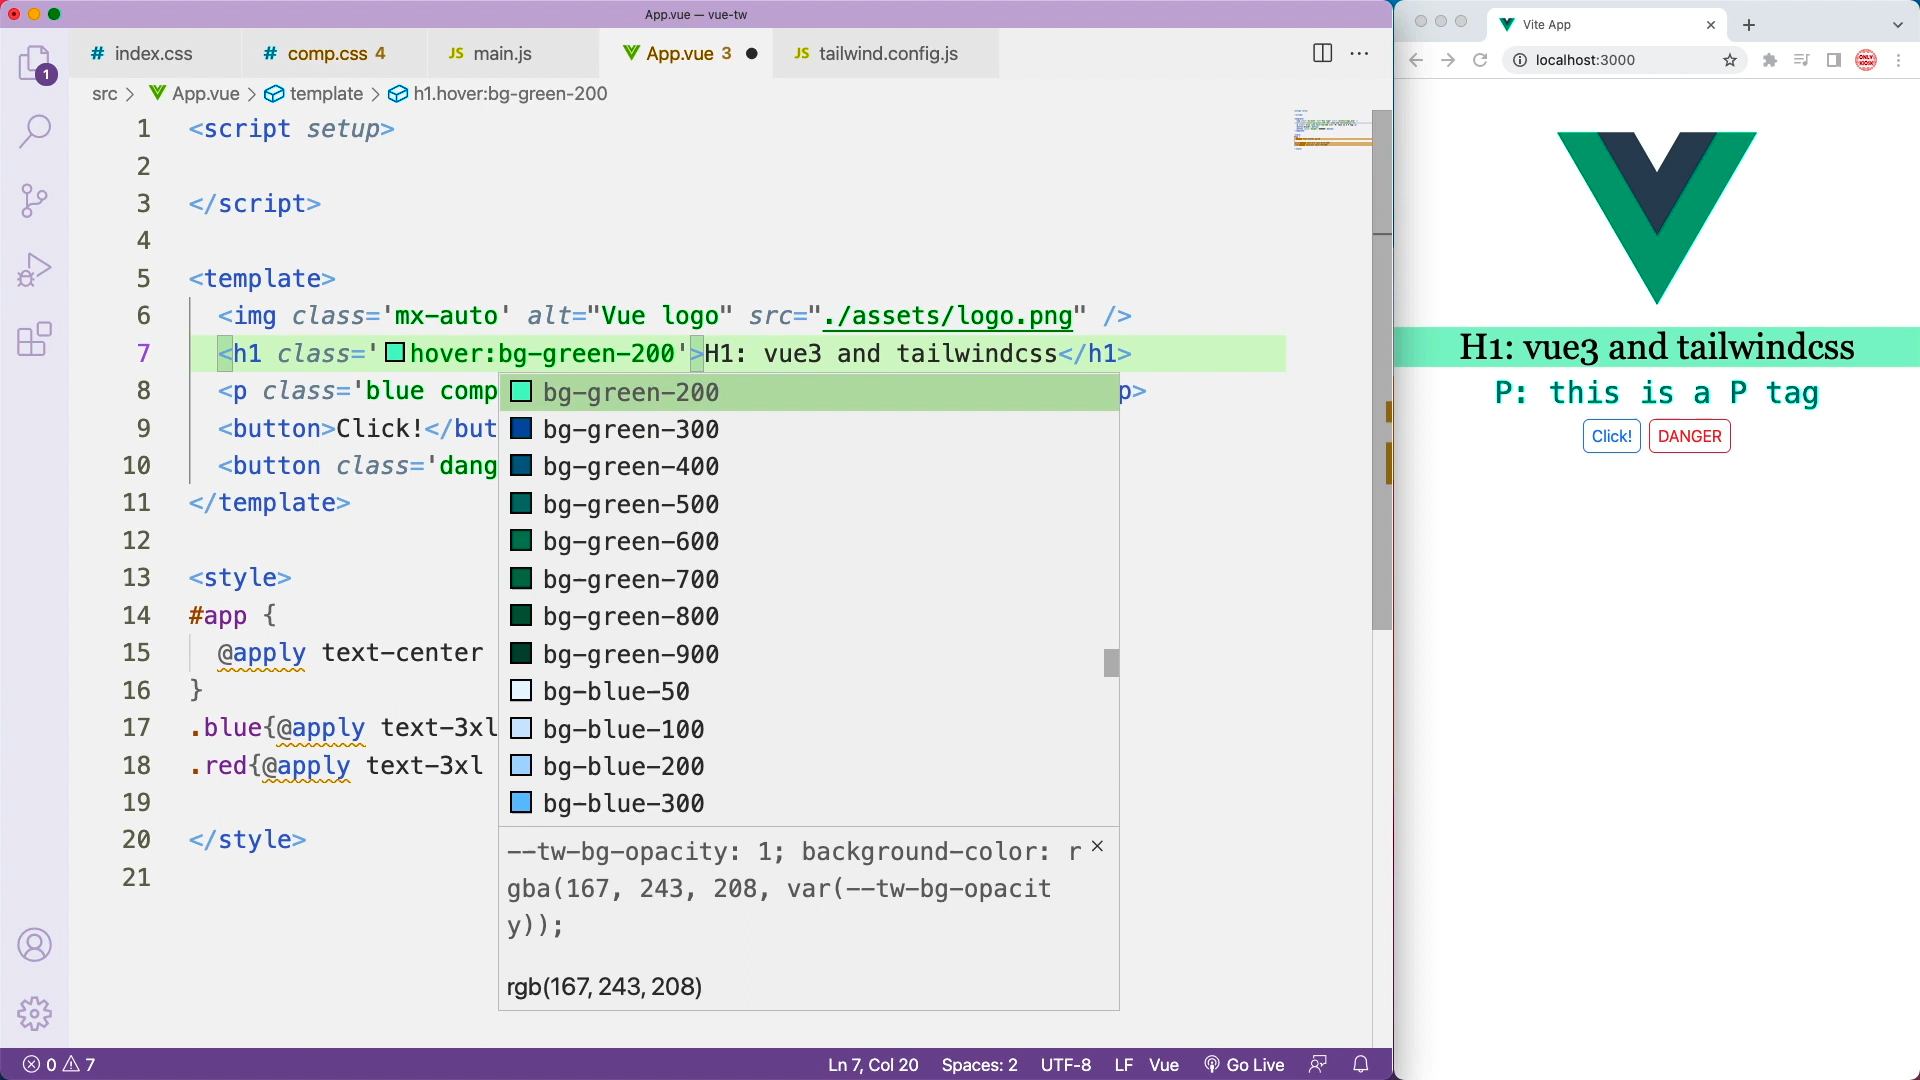 App.vue — vue-tw
# index.css
# comp.css 4
JS main.js
App.vue 3
JS tailwind.config.js
src > App.vue > template > h1.hover:bg-green-200
1 <script setup>
2
3 </script>
4
5 <template>
6 <img class='mx-auto' alt="Vue logo" src="./assets/logo.png" />
7 <h1 class='hover:bg-green-200'>H1: vue3 and tailwindcss</h1>
8 <p class='blue comp p>
9 <button>Click!</but
10 <button class='dang
11 </template>
12
13 <style>
14 #app {
15 @apply text-center
16 }
17 .blue{@apply text-3xl
18 .red{@apply text-3xl
19
20 </style>
21
bg-green-200
bg-green-300
bg-green-400
bg-green-500
bg-green-600
bg-green-700
bg-green-800
bg-green-900
bg-blue-50
bg-blue-100
bg-blue-200
bg-blue-300
--tw-bg-opacity: 1; background-color: r
gba(167, 243, 208, var(--tw-bg-opacit
y));
rgb(167, 243, 208)
1
0 7
Ln 7, Col 20
Spaces: 2
UTF-8
LF
Vue
Go Live
Vite App
localhost:3000
H1: vue3 and tailwindcss
P: this is a P tag
Click!
DANGER